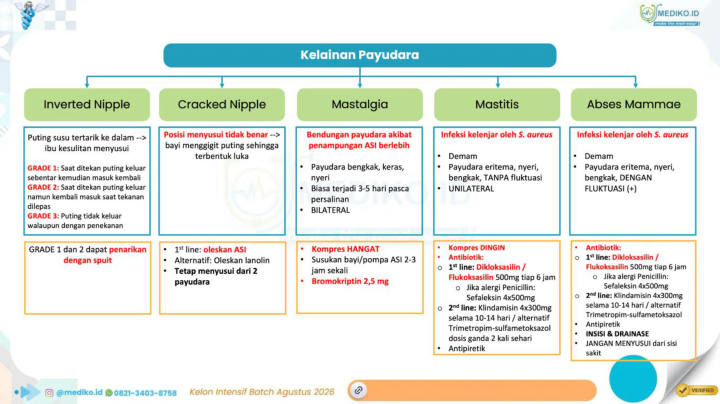 MEDIKO.ID
Kelainan Payudara
Inverted Nipple
Puting susu tertarik ke dalam -->
ibu kesulitan menyusui
GRADE 1: Saat ditekan puting keluar
sebentar kemudian masuk kembali
GRADE 2: Saat ditekan puting keluar
namun kembali masuk saat tekanan
dilepas
GRADE 3: Puting tidak keluar
walaupun dengan penekanan
GRADE 1 dan 2 dapat penarikan
dengan spuit
Cracked Nipple
Posisi menyusui tidak benar -->
bayi menggigit puting sehingga
terbentuk luka
• 1st line: oleskan ASI
• Alternatif: Oleskan lanolin
• Tetap menyusui dari 2
payudara
Mastalgia
Bendungan payudara akibat
penampungan ASI berlebih
• Payudara bengkak, keras,
nyeri
• Biasa terjadi 3-5 hari pasca
persalinan
• BILATERAL
• Kompres HANGAT
• Susukan bayi/pompa ASI 2-3
jam sekali
• Bromokriptin 2,5 mg
Mastitis
Infeksi kelenjar oleh S. aureus
• Demam
• Payudara eritema, nyeri,
bengkak, TANPA fluktuasi
• UNILATERAL
• Kompres DINGIN
• Antibiotik:
o 1st line: Dikloksasilin /
Flukoksasilin 500mg tiap 6 jam
o Jika alergi Penicillin:
Sefaleksin 4x500mg
o 2nd line: Klindamisin 4x300mg
selama 10-14 hari / alternatif
Trimetropim-sulfametoksazol
dosis ganda 2 kali sehari
• Antipiretik
Abses Mammae
Infeksi kelenjar oleh S. aureus
• Demam
• Payudara eritema, nyeri,
bengkak, DENGAN
FLUKTUASI (+)
• Antibiotik:
o 1st line: Dikloksasilin /
Flukoksasilin 500mg tiap 6 jam
o Jika alergi Penicillin:
Sefaleksin 4x500mg
o 2nd line: Klindamisin 4x300mg
selama 10-14 hari / alternatif
Trimetropim-sulfametoksazol
• Antipiretik
• INSISI & DRAINASE
• JANGAN MENYUSUI dari sisi
sakit
@mediko.id 0821-3403-8758 Kelon Intensif Batch Agustus 2026
VERIFIED